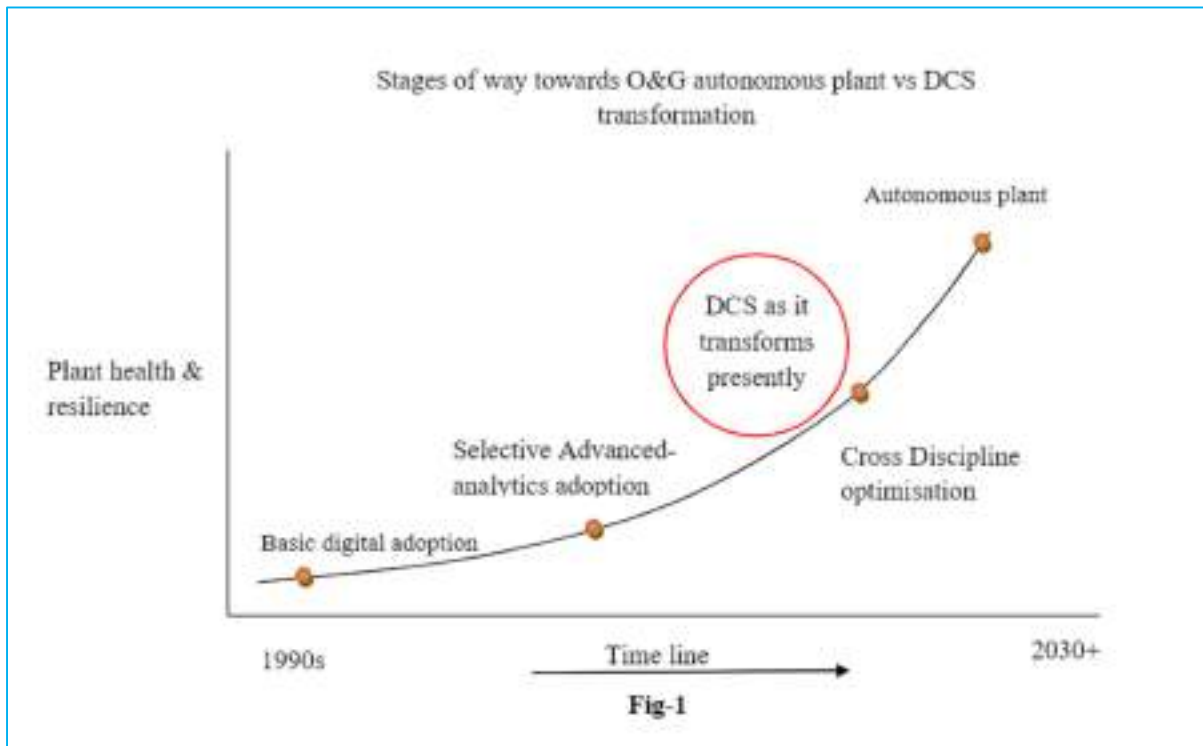 Stages of way towards O&G autonomous plant vs DCS
transformation
Autonomous plant
DCS as it
transforms
presently
Plant health &
resilience
Selective Advanced-
analytics adoption
Cross Discipline
optimisation
Basic digital adoption
1990s
Time line
2030+
Fig-1